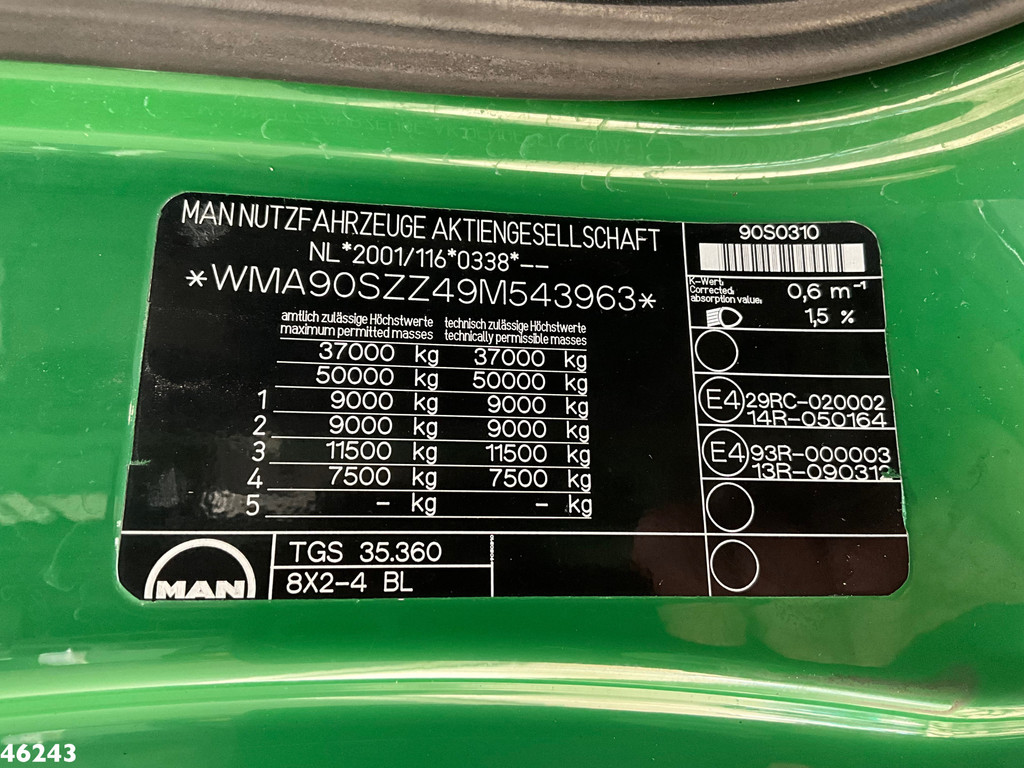 MAN NUTZFAHRZEUGE AKTIENGESELLSCHAFT
NL*2001/116*0338*--
*WMA90SZZ49M543963*
amtlich zulässige Höchstwerte technisch zulässige Höchstwerte
maximum permitted masses technically permissible masses
37000 kg 37000 kg
50000 kg 50000 kg
1 9000 kg 9000 kg
2 9000 kg 9000 kg
3 11500 kg 11500 kg
4 7500 kg 7500 kg
5 - kg - kg
90S0310
K-Wert:
Corrected
absorption value:
0,6 m⁻¹
1,5 %
E4 29RC-020002
14R-050164
E4 93R-000003
13R-090312
MAN
TGS 35.360
8X2-4 BL
46243